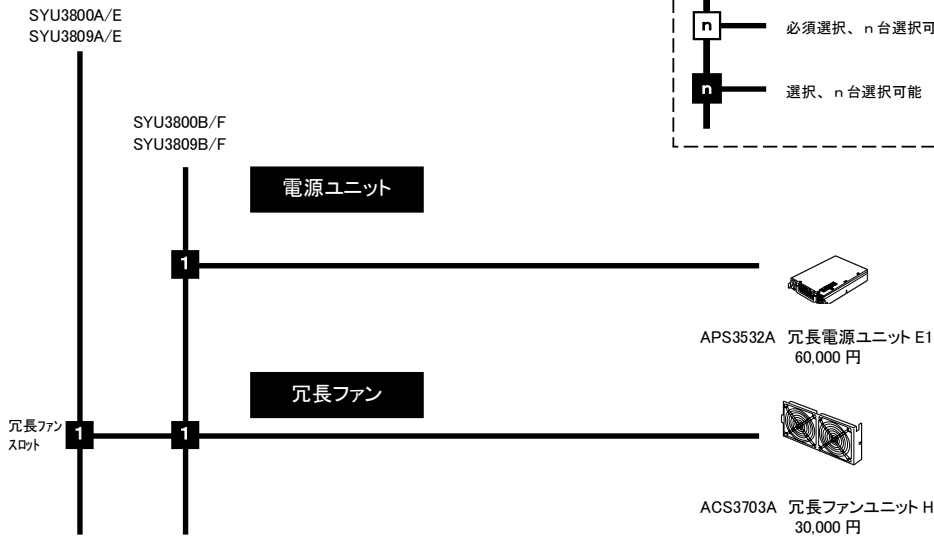 SYU3800A/E
SYU3809A/E
n
必須選択、n台選択可
n
選択、n台選択可能
SYU3800B/F
SYU3809B/F
電源ユニット
1
APS3532A 冗長電源ユニット E1
60,000 円
冗長ファン
冗長ファン
スロット
1
1
ACS3703A 冗長ファンユニット H
30,000 円